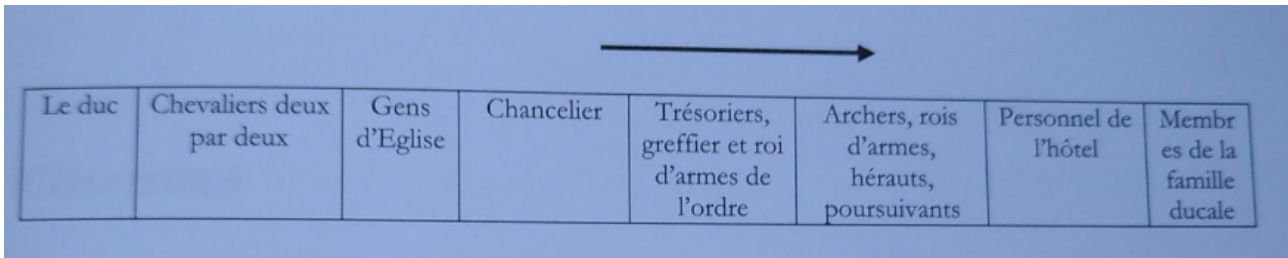 Le duc
Chevaliers deux
par deux
Gens
d'Eglise
Chancelier
Trésoriers,
greffier et roi
d'armes de
l'ordre
Archers, rois
d'armes,
hérauts,
poursuivants
Personnel de
l'hôtel
Membr
es de la
famille
ducale